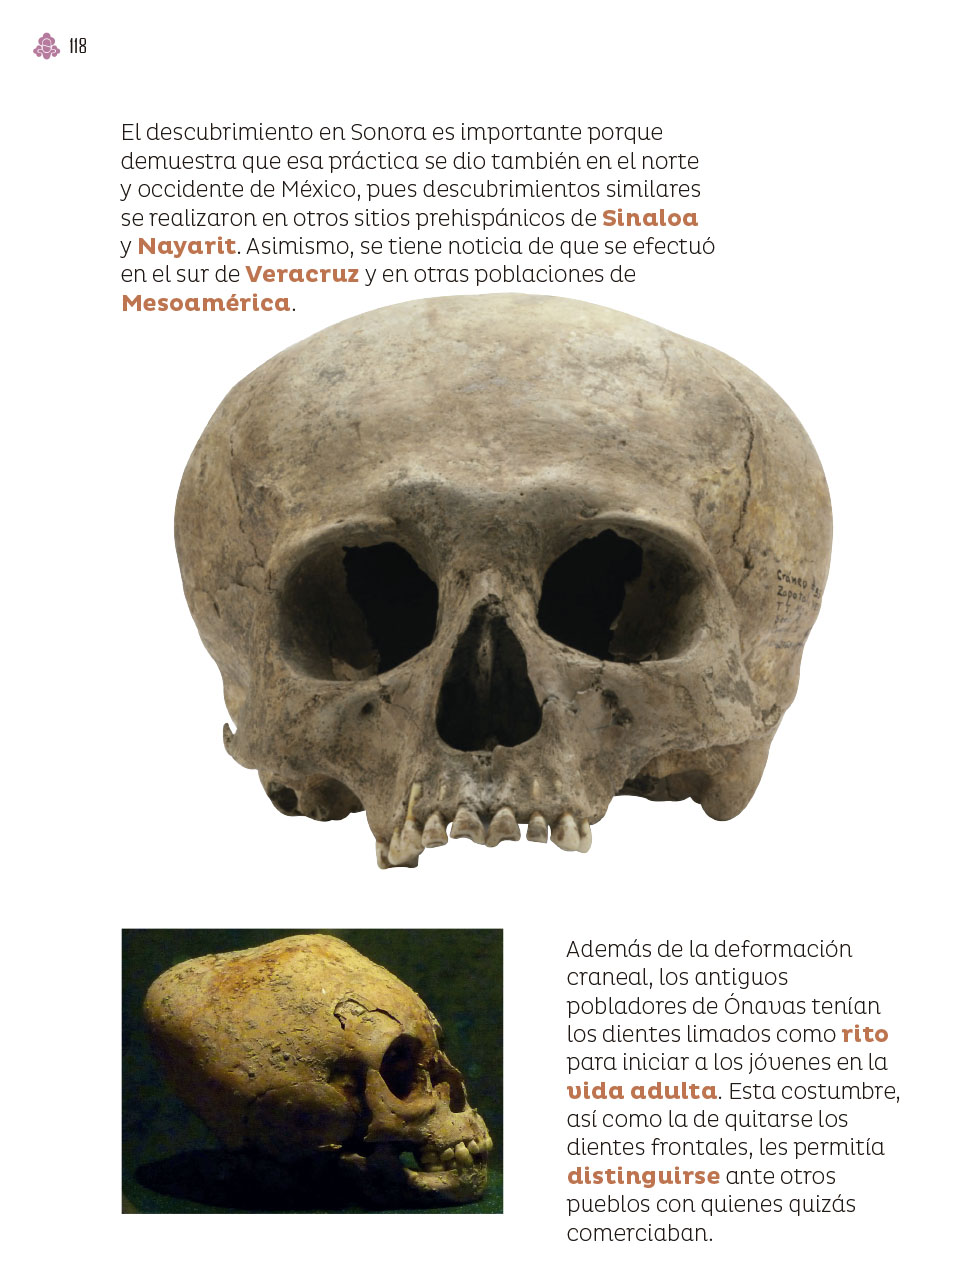 118
El descubrimiento en Sonora es importante porque
demuestra que esa práctica se dio también en el norte
y occidente de México, pues descubrimientos similares
se realizaron en otros sitios prehispánicos de Sinaloa
y Nayarit. Asimismo, se tiene noticia de que se efectuó
en el sur de Veracruz y en otras poblaciones de
Mesoamérica.
Craneo
Además de la deformación
craneal, los antiguos
pobladores de Ónavas tenían
los dientes limados como rito
para iniciar a los jóvenes en la
vida adulta. Esta costumbre,
así como la de quitarse los
dientes frontales, les permitía
distinguirse ante otros
pueblos con quienes quizás
comerciaban.